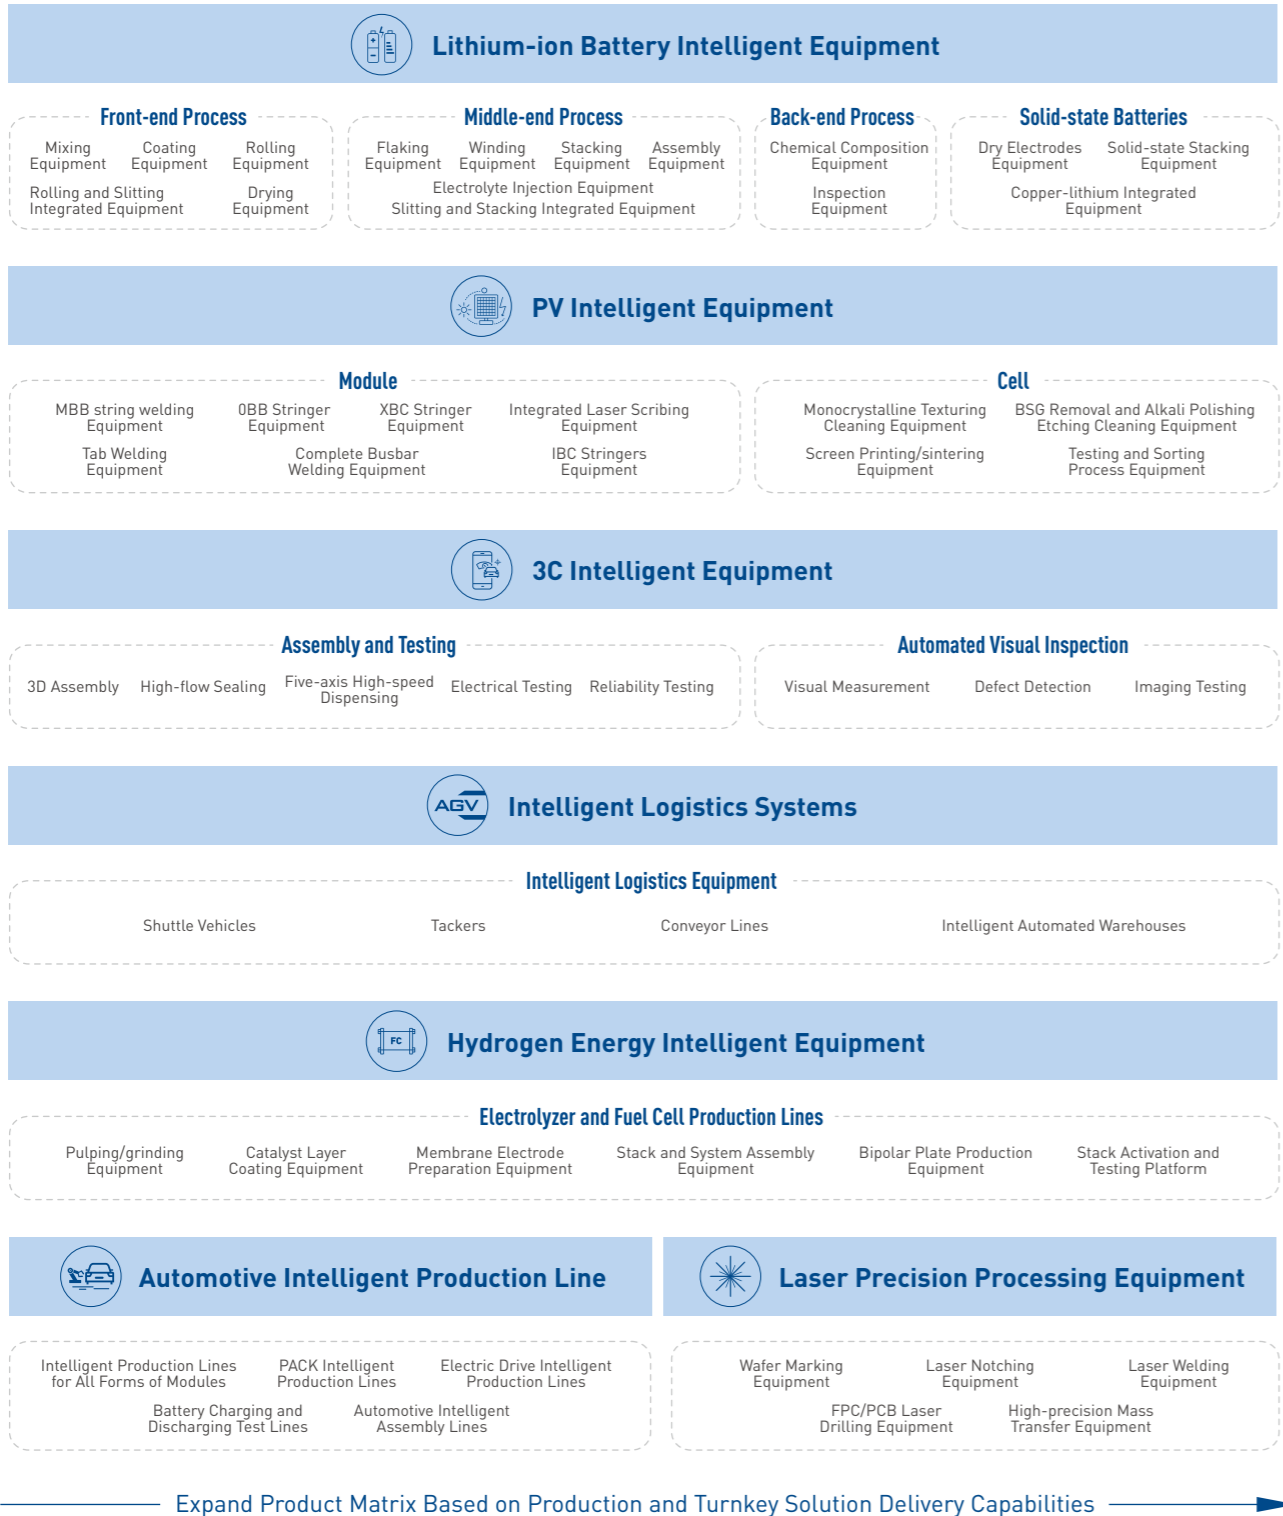 Lithium-ion Battery Intelligent Equipment
Front-end Process
Mixing
Equipment
Coating
Equipment
Rolling
Equipment
Rolling and Slitting
Integrated Equipment
Drying
Equipment
Middle-end Process
Flaking
Equipment
Winding
Equipment
Stacking
Equipment
Assembly
Equipment
Electrolyte Injection Equipment
Slitting and Stacking Integrated Equipment
Back-end Process
Chemical Composition
Equipment
Inspection
Equipment
Solid-state Batteries
Dry Electrodes
Equipment
Solid-state Stacking
Equipment
Copper-lithium Integrated
Equipment
PV Intelligent Equipment
Module
MBB string welding
Equipment
0BB Stringer
Equipment
XBC Stringer
Equipment
Integrated Laser Scribing
Equipment
Tab Welding
Equipment
Complete Busbar
Welding Equipment
IBC Stringers
Equipment
Cell
Monocrystalline Texturing
Cleaning Equipment
BSG Removal and Alkali Polishing
Etching Cleaning Equipment
Screen Printing/sintering
Equipment
Testing and Sorting
Process Equipment
3C Intelligent Equipment
Assembly and Testing
3D Assembly
High-flow Sealing
Five-axis High-speed
Dispensing
Electrical Testing
Reliability Testing
Automated Visual Inspection
Visual Measurement
Defect Detection
Imaging Testing
AGV
Intelligent Logistics Systems
Intelligent Logistics Equipment
Shuttle Vehicles
Tackers
Conveyor Lines
Intelligent Automated Warehouses
FC
Hydrogen Energy Intelligent Equipment
Electrolyzer and Fuel Cell Production Lines
Pulping/grinding
Equipment
Catalyst Layer
Coating Equipment
Membrane Electrode
Preparation Equipment
Stack and System Assembly
Equipment
Bipolar Plate Production
Equipment
Stack Activation and
Testing Platform
Automotive Intelligent Production Line
Intelligent Production Lines
for All Forms of Modules
PACK Intelligent
Production Lines
Electric Drive Intelligent
Production Lines
Battery Charging and
Discharging Test Lines
Automotive Intelligent
Assembly Lines
Laser Precision Processing Equipment
Wafer Marking
Equipment
Laser Notching
Equipment
Laser Welding
Equipment
FPC/PCB Laser
Drilling Equipment
High-precision Mass
Transfer Equipment
Expand Product Matrix Based on Production and Turnkey Solution Delivery Capabilities